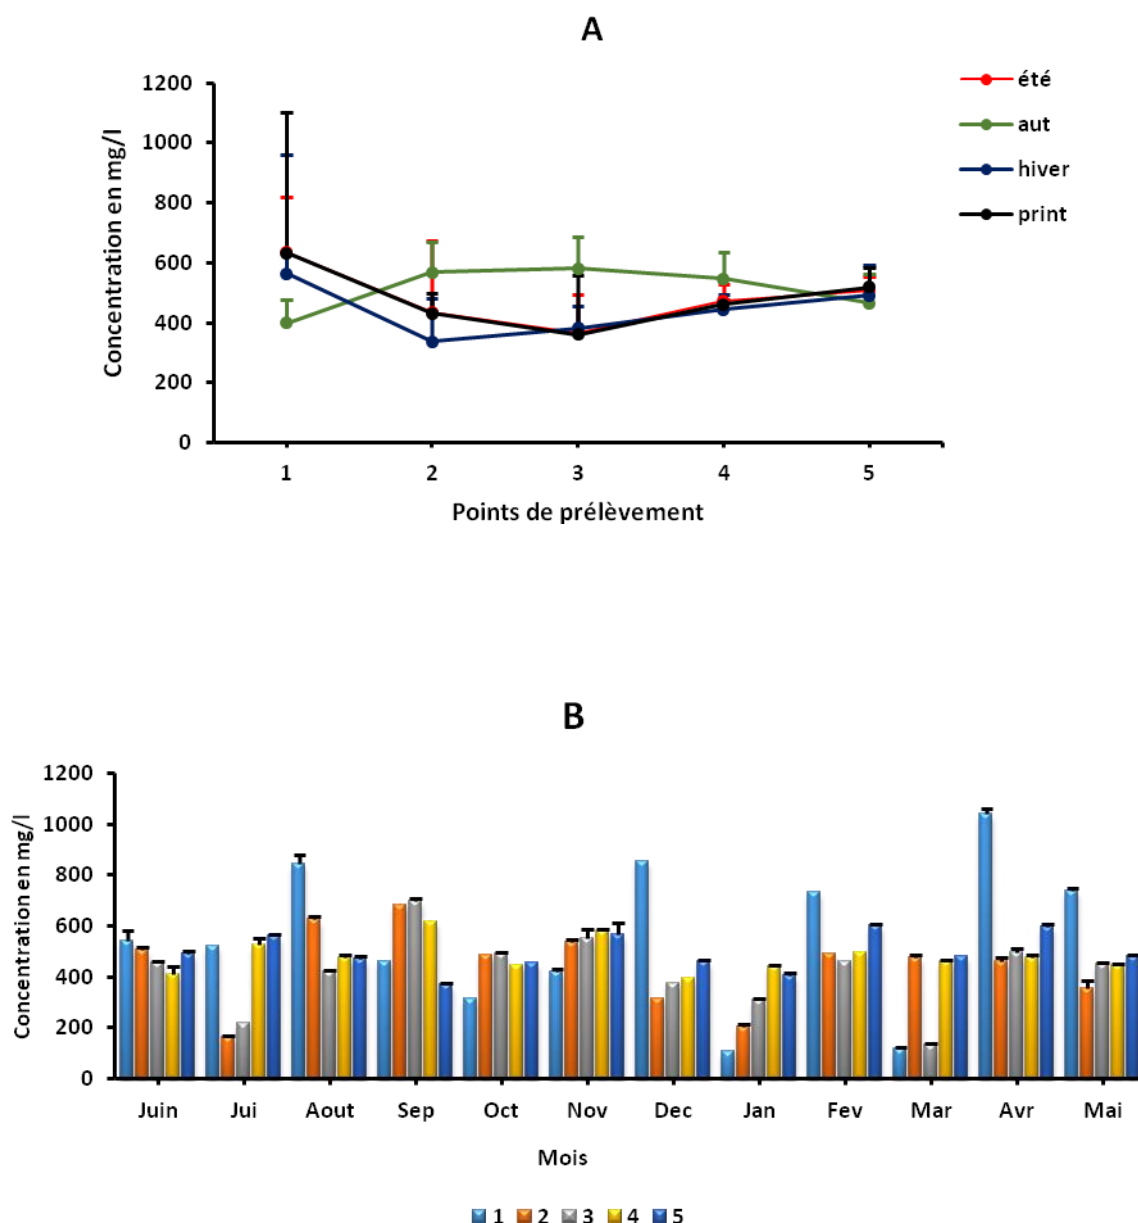 A
1200
1000
800
600
400
200
0
Concentration en mg/l
1 2 3 4 5
Points de prélèvement
été
aut
hiver
print
B
1200
1000
800
600
400
200
0
Concentration en mg/l
Juin Jui Aout Sep Oct Nov Dec Jan Fev Mar Avr Mai
Mois
1 2 3 4 5